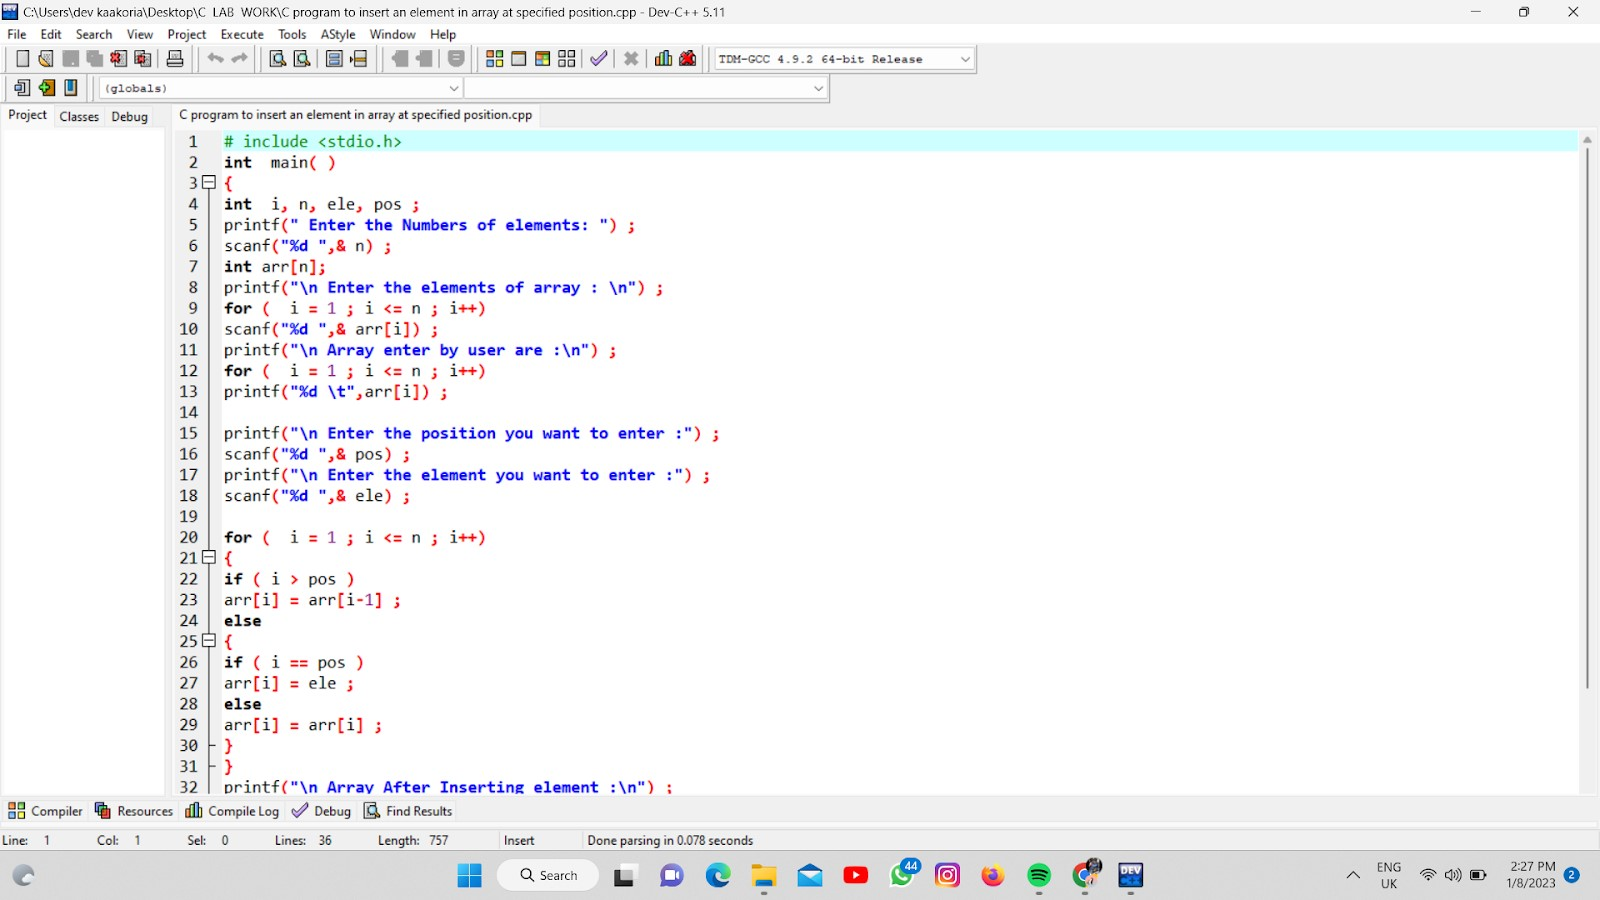 C:\Users\dev kaakoria\Desktop\C LAB WORK\C program to insert an element in array at specified position.cpp - Dev-C++ 5.11
File Edit Search View Project Execute Tools AStyle Window Help
TDM-GCC 4.9.2 64-bit Release
(globals)
Project Classes Debug
C program to insert an element in array at specified position.cpp
1 # include <stdio.h>
2 int  main( )
3 {
4 int  i, n, ele, pos ;
5 printf(" Enter the Numbers of elements: ") ;
6 scanf("%d ",& n) ;
7 int arr[n];
8 printf("\n Enter the elements of array : \n") ;
9 for (  i = 1 ; i <= n ; i++)
10 scanf("%d ",& arr[i]) ;
11 printf("\n Array enter by user are :\n") ;
12 for (  i = 1 ; i <= n ; i++)
13 printf("%d \t",arr[i]) ;
14
15 printf("\n Enter the position you want to enter :") ;
16 scanf("%d ",& pos) ;
17 printf("\n Enter the element you want to enter :") ;
18 scanf("%d ",& ele) ;
19
20 for (  i = 1 ; i <= n ; i++)
21 {
22 if ( i > pos )
23 arr[i] = arr[i-1] ;
24 else
25 {
26 if ( i == pos )
27 arr[i] = ele ;
28 else
29 arr[i] = arr[i] ;
30 }
31 }
32 printf("\n Array After Inserting element :\n") ;
Compiler Resources Compile Log Debug Find Results
Line: 1 Col: 1 Sel: 0 Lines: 36 Length: 757 Insert Done parsing in 0.078 seconds
Search 44 DEV ENG 2:27 PM 2
UK 1/8/2023